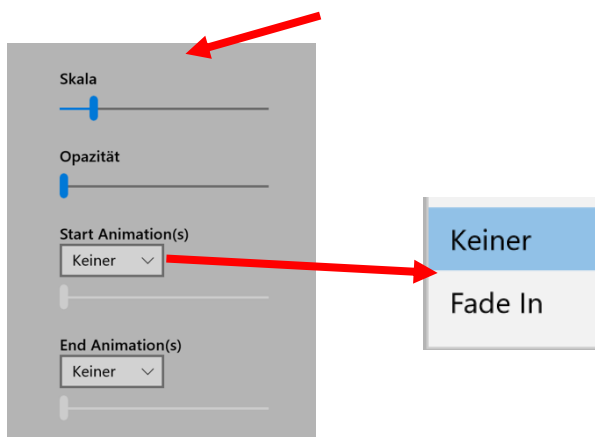 Skala
Opazität
Start Animation(s)
Keiner
End Animation(s)
Keiner
Keiner
Fade In